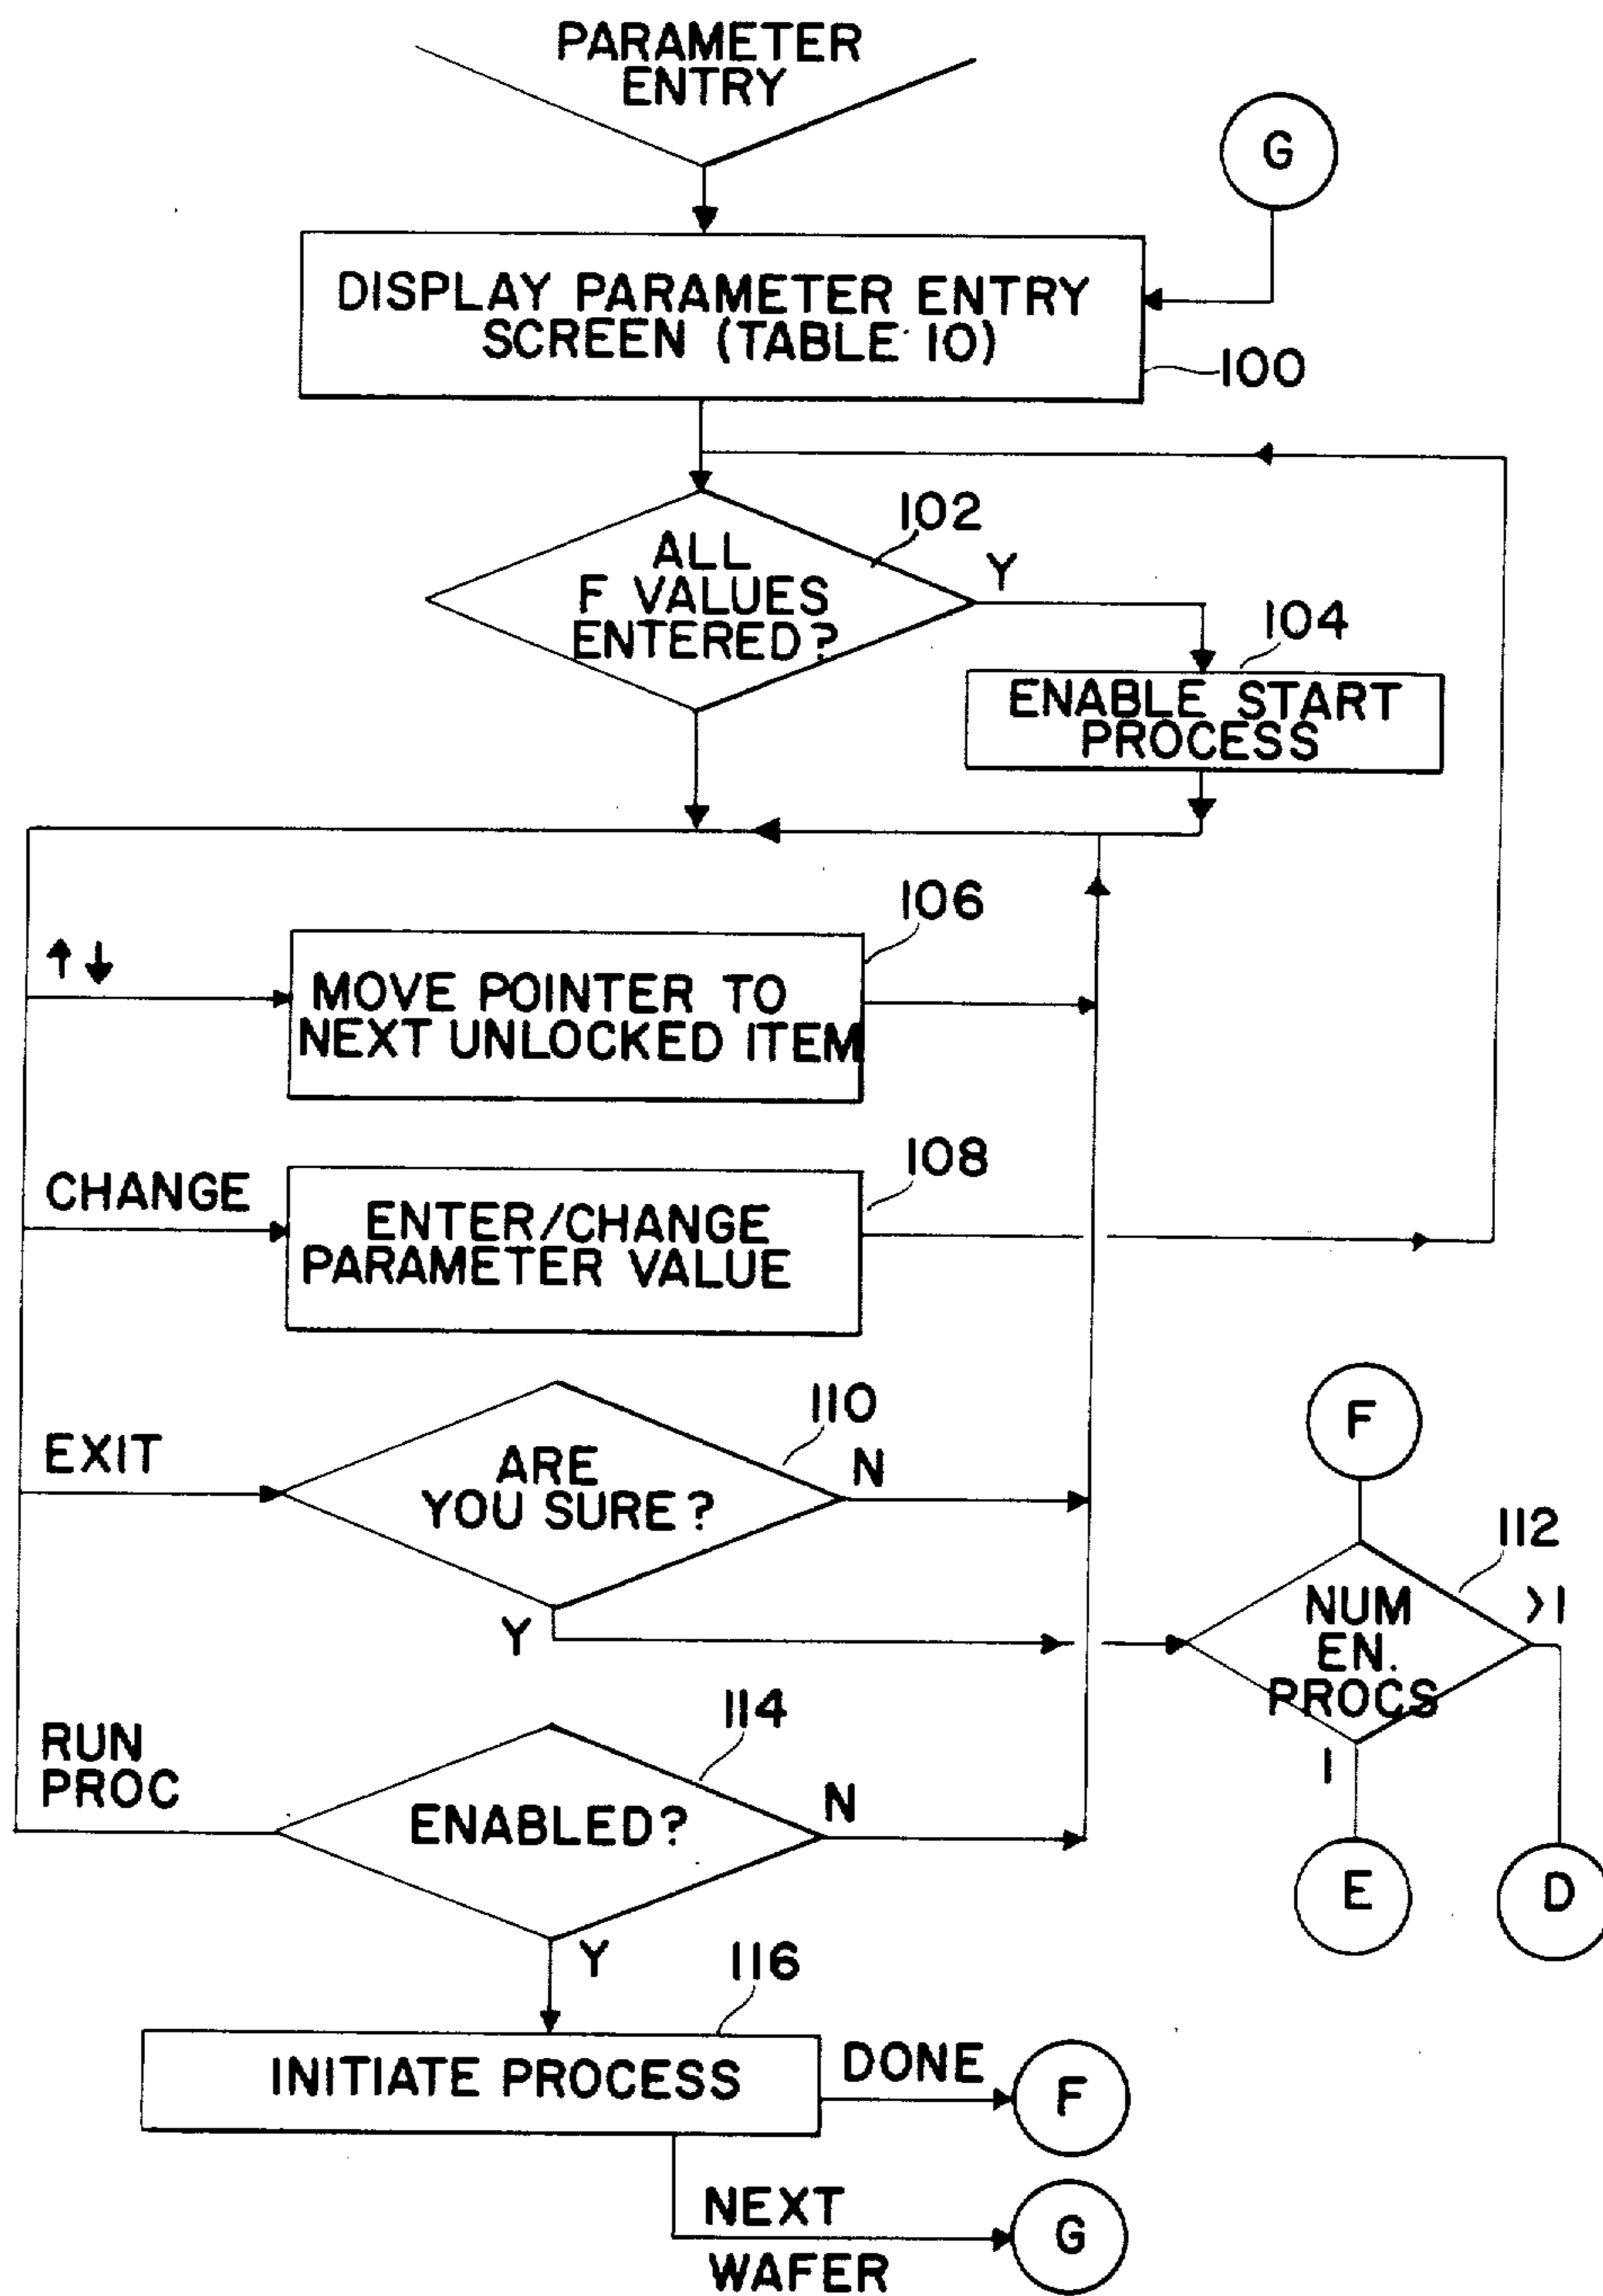 PARAMETER
ENTRY
G
DISPLAY PARAMETER ENTRY
SCREEN (TABLE 10)
100
102
ALL
F VALUES
ENTERED?
Y
104
ENABLE START
PROCESS
106
↑ ↓
MOVE POINTER TO
NEXT UNLOCKED ITEM
108
CHANGE
ENTER/CHANGE
PARAMETER VALUE
110
EXIT
ARE
YOU SURE?
N
Y
F
112
NUM
EN.
PROCS
>1
1
E
D
114
RUN
PROC
ENABLED?
N
Y
116
INITIATE PROCESS
DONE
F
NEXT
WAFER
G